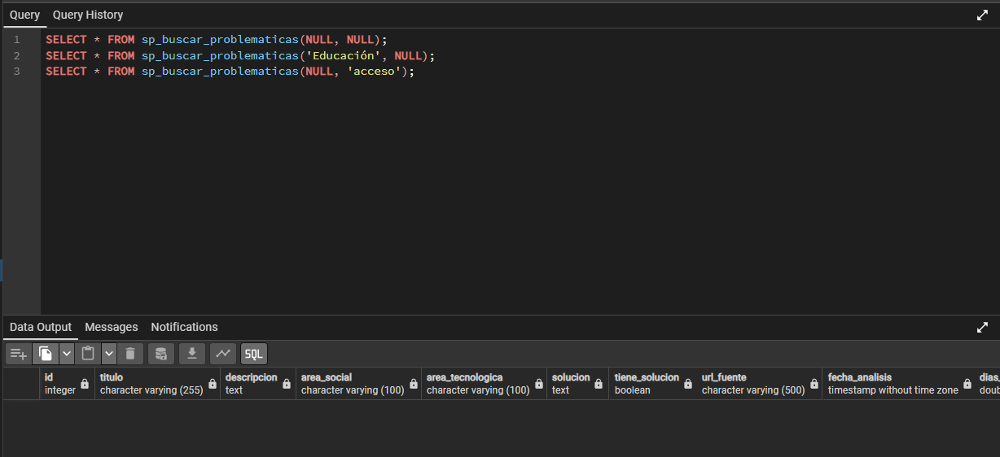 Query Query History
1 SELECT * FROM sp_buscar_problematicas(NULL, NULL);
2 SELECT * FROM sp_buscar_problematicas('Educación', NULL);
3 SELECT * FROM sp_buscar_problematicas(NULL, 'acceso');
Data Output Messages Notifications
SQL
id titulo descripcion area_social area_tecnologica solucion tiene_solucion url_fuente fecha_analisis dias_
integer character varying (255) text character varying (100) character varying (100) text boolean character varying (500) timestamp without time zone doub